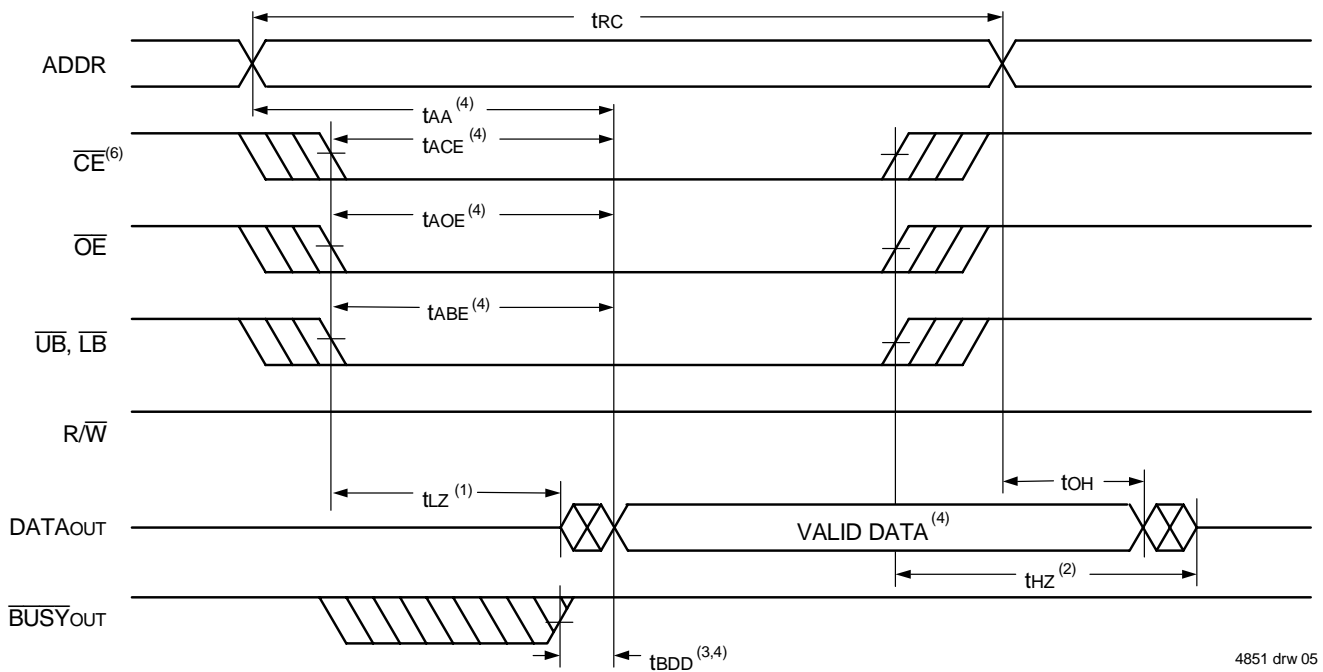 tRC
ADDR
tAA (4)
CE(6)
tACE (4)
tAOE (4)
OE
tABE (4)
UB, LB
R/W
tLZ (1)
tOH
DATAOUT
VALID DATA(4)
tHZ (2)
BUSYOUT
tBDD (3,4)
4851 drw 05